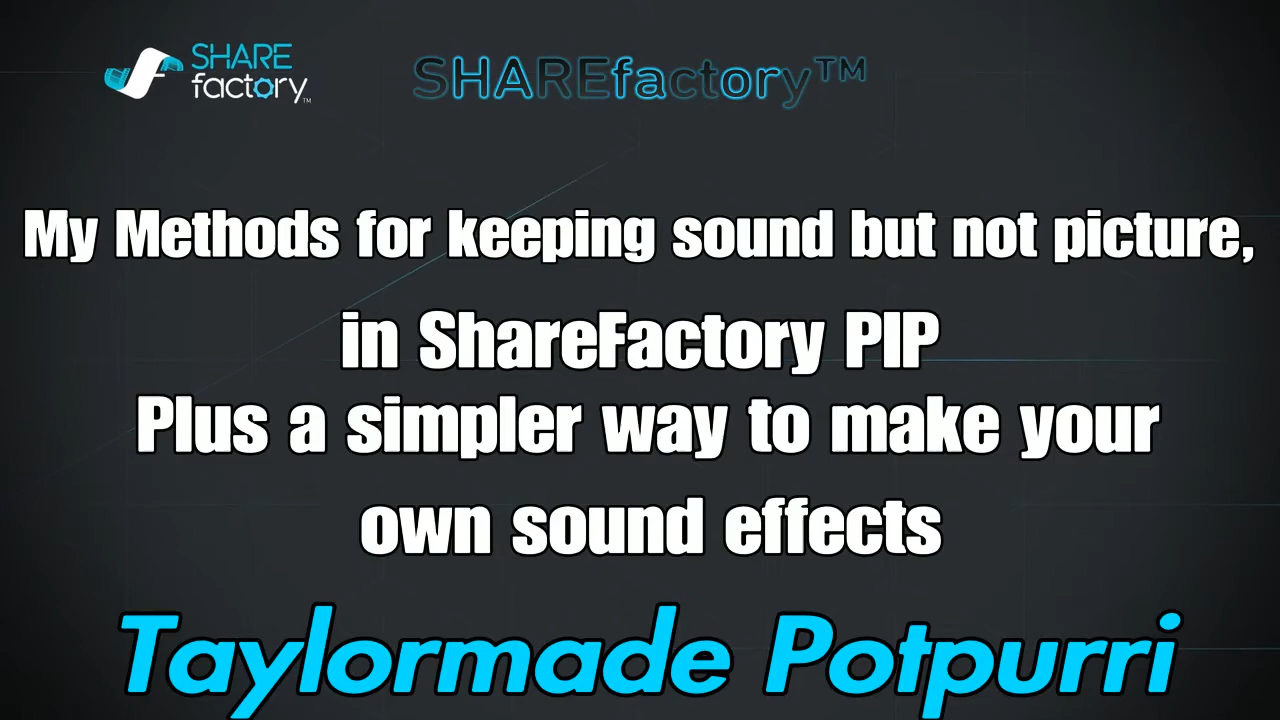 SHARE
factory™
SHAREfactory™
My Methods for keeping sound but not picture,
in ShareFactory PIP
Plus a simpler way to make your
own sound effects
Taylormade Potpurri